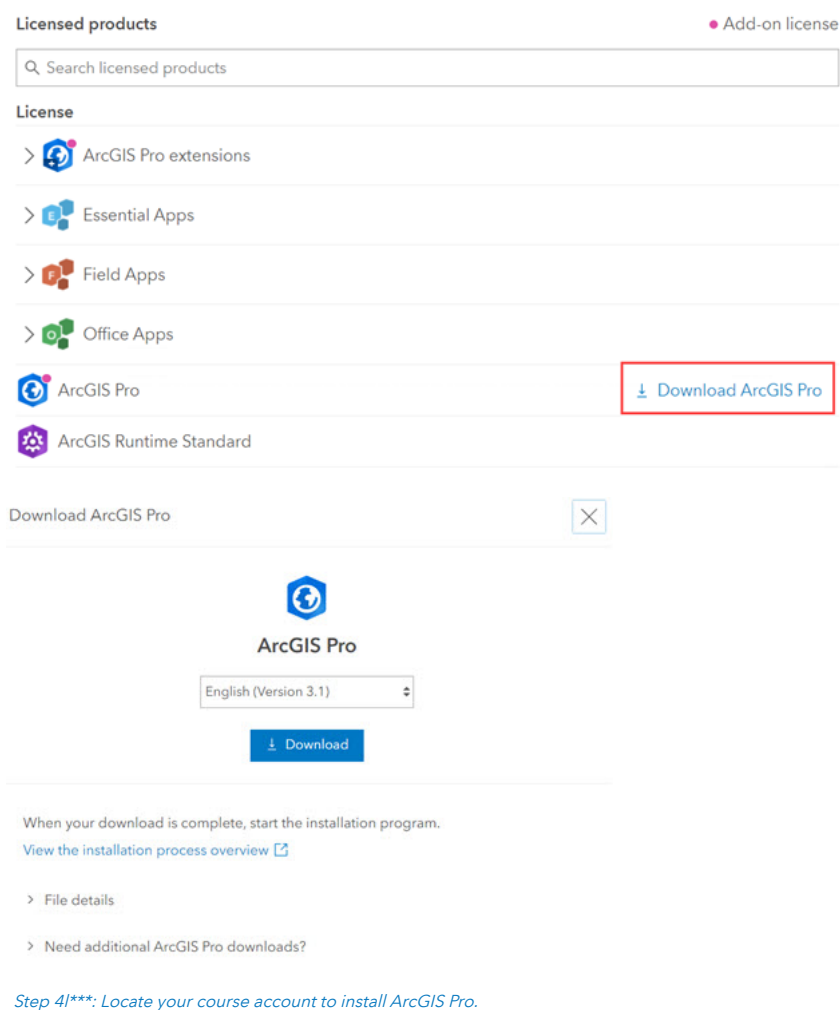 Licensed products
Add-on license
Search licensed products
License
ArcGIS Pro extensions
E
Essential Apps
F
Field Apps
O
Office Apps
ArcGIS Pro
Download ArcGIS Pro
ArcGIS Runtime Standard
Download ArcGIS Pro
ArcGIS Pro
English (Version 3.1)
Download
When your download is complete, start the installation program.
View the installation process overview
File details
Need additional ArcGIS Pro downloads?
Step 4l***: Locate your course account to install ArcGIS Pro.